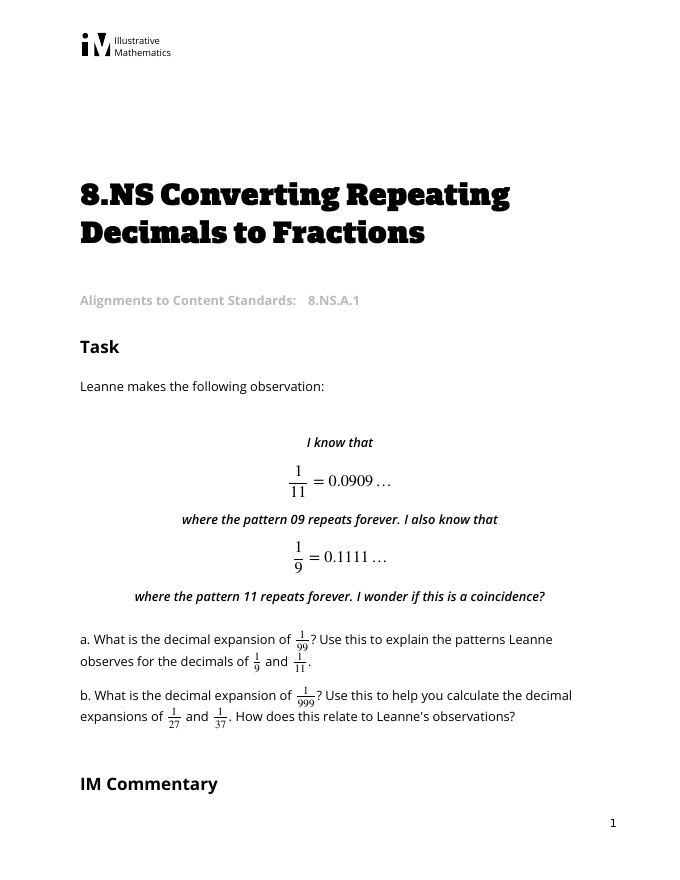 Illustrative
Mathematics
8.NS Converting Repeating
Decimals to Fractions
Alignments to Content Standards: 8.NS.A.1
Task
Leanne makes the following observation:
I know that
1/11 = 0.0909 …
where the pattern 09 repeats forever. I also know that
1/9 = 0.1111 …
where the pattern 11 repeats forever. I wonder if this is a coincidence?
a. What is the decimal expansion of 1/99? Use this to explain the patterns Leanne
observes for the decimals of 1/9 and 1/11.
b. What is the decimal expansion of 1/999? Use this to help you calculate the decimal
expansions of 1/27 and 1/37. How does this relate to Leanne's observations?
IM Commentary
1